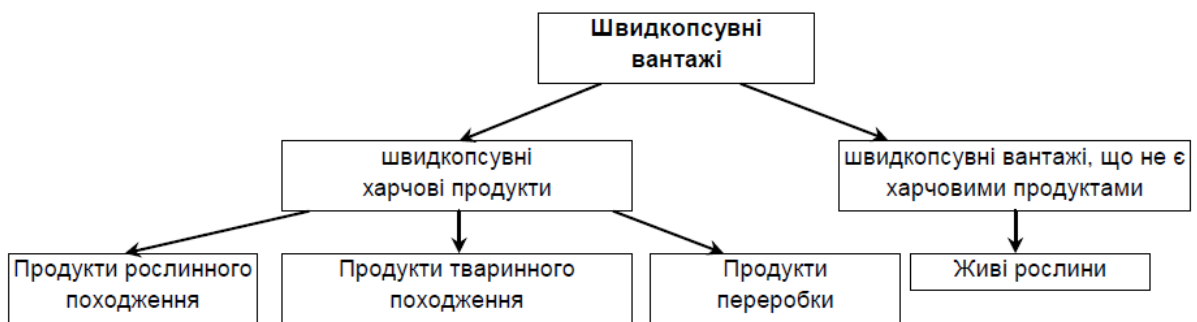 Швидкопсувні
вантажі
швидкопсувні
харчові продукти
швидкопсувні вантажі, що не є
харчовими продуктами
Продукти рослинного
походження
Продукти тваринного
походження
Продукти
переробки
Живі рослини